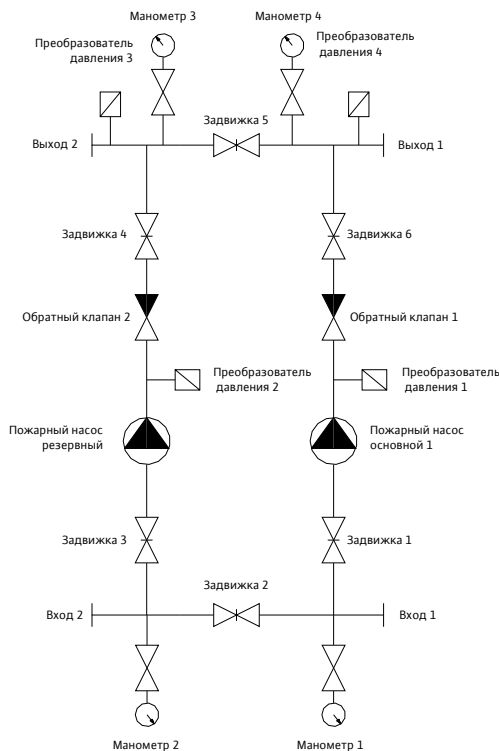 Манометр 3
Манометр 4
Преобразователь
давления 3
Преобразователь
давления 4
Задвижка 5
Выход 2
Выход 1
Задвижка 4
Задвижка 6
Обратный клапан 2
Обратный клапан 1
Преобразователь
давления 2
Преобразователь
давления 1
Пожарный насос
резервный
Пожарный насос
основной 1
Задвижка 3
Задвижка 1
Задвижка 2
Вход 2
Вход 1
Манометр 2
Манометр 1